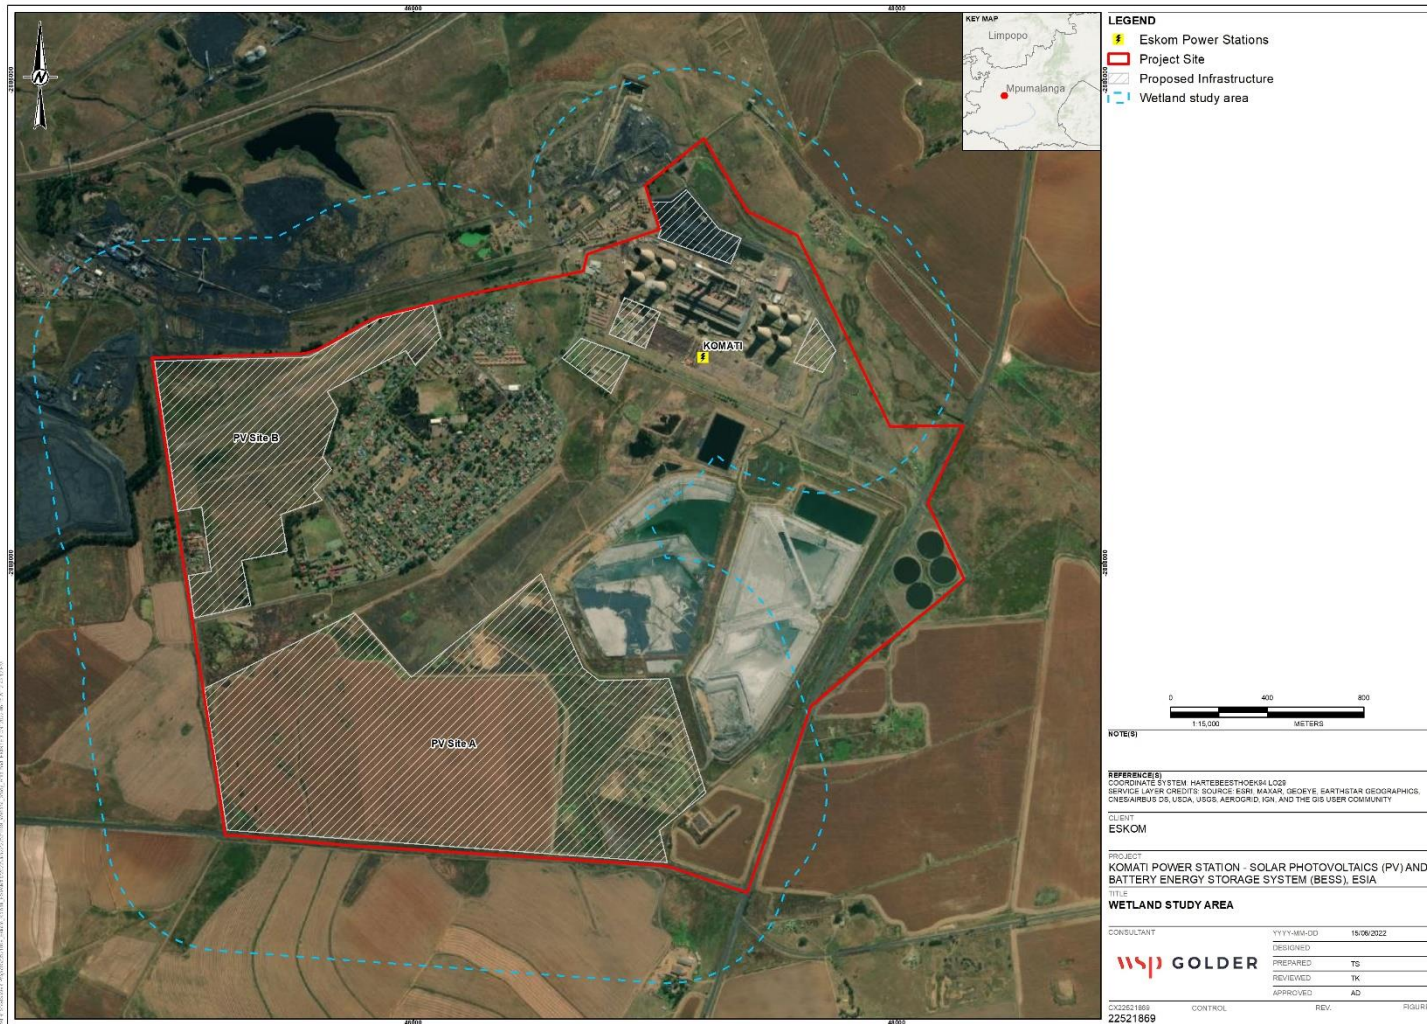 KEY MAP
Limpopo
Mpumalanga
N
KOMATI
PV Site B
PV Site A
LEGEND
Eskom Power Stations
Project Site
Proposed Infrastructure
Wetland study area
0 400 800
1:15,000 METERS
NOTE(S)
REFERENCE(S)
COORDINATE SYSTEM: HARTEBEESTHOEK94 LO29
SERVICE LAYER CREDITS: SOURCE: ESRI, MAXAR, GEOEYE, EARTHSTAR GEOGRAPHICS,
CNES/AIRBUS DS, USDA, USGS, AEROGRID, IGN, AND THE GIS USER COMMUNITY
CLIENT
ESKOM
PROJECT
KOMATI POWER STATION - SOLAR PHOTOVOLTAICS (PV) AND
BATTERY ENERGY STORAGE SYSTEM (BESS), ESIA
TITLE
WETLAND STUDY AREA
CONSULTANT
wsp GOLDER
YYYY-MM-DD 15/06/2022
DESIGNED
PREPARED TS
REVIEWED TK
APPROVED AD
CX22521869 CONTROL REV. FIGURE
22521869